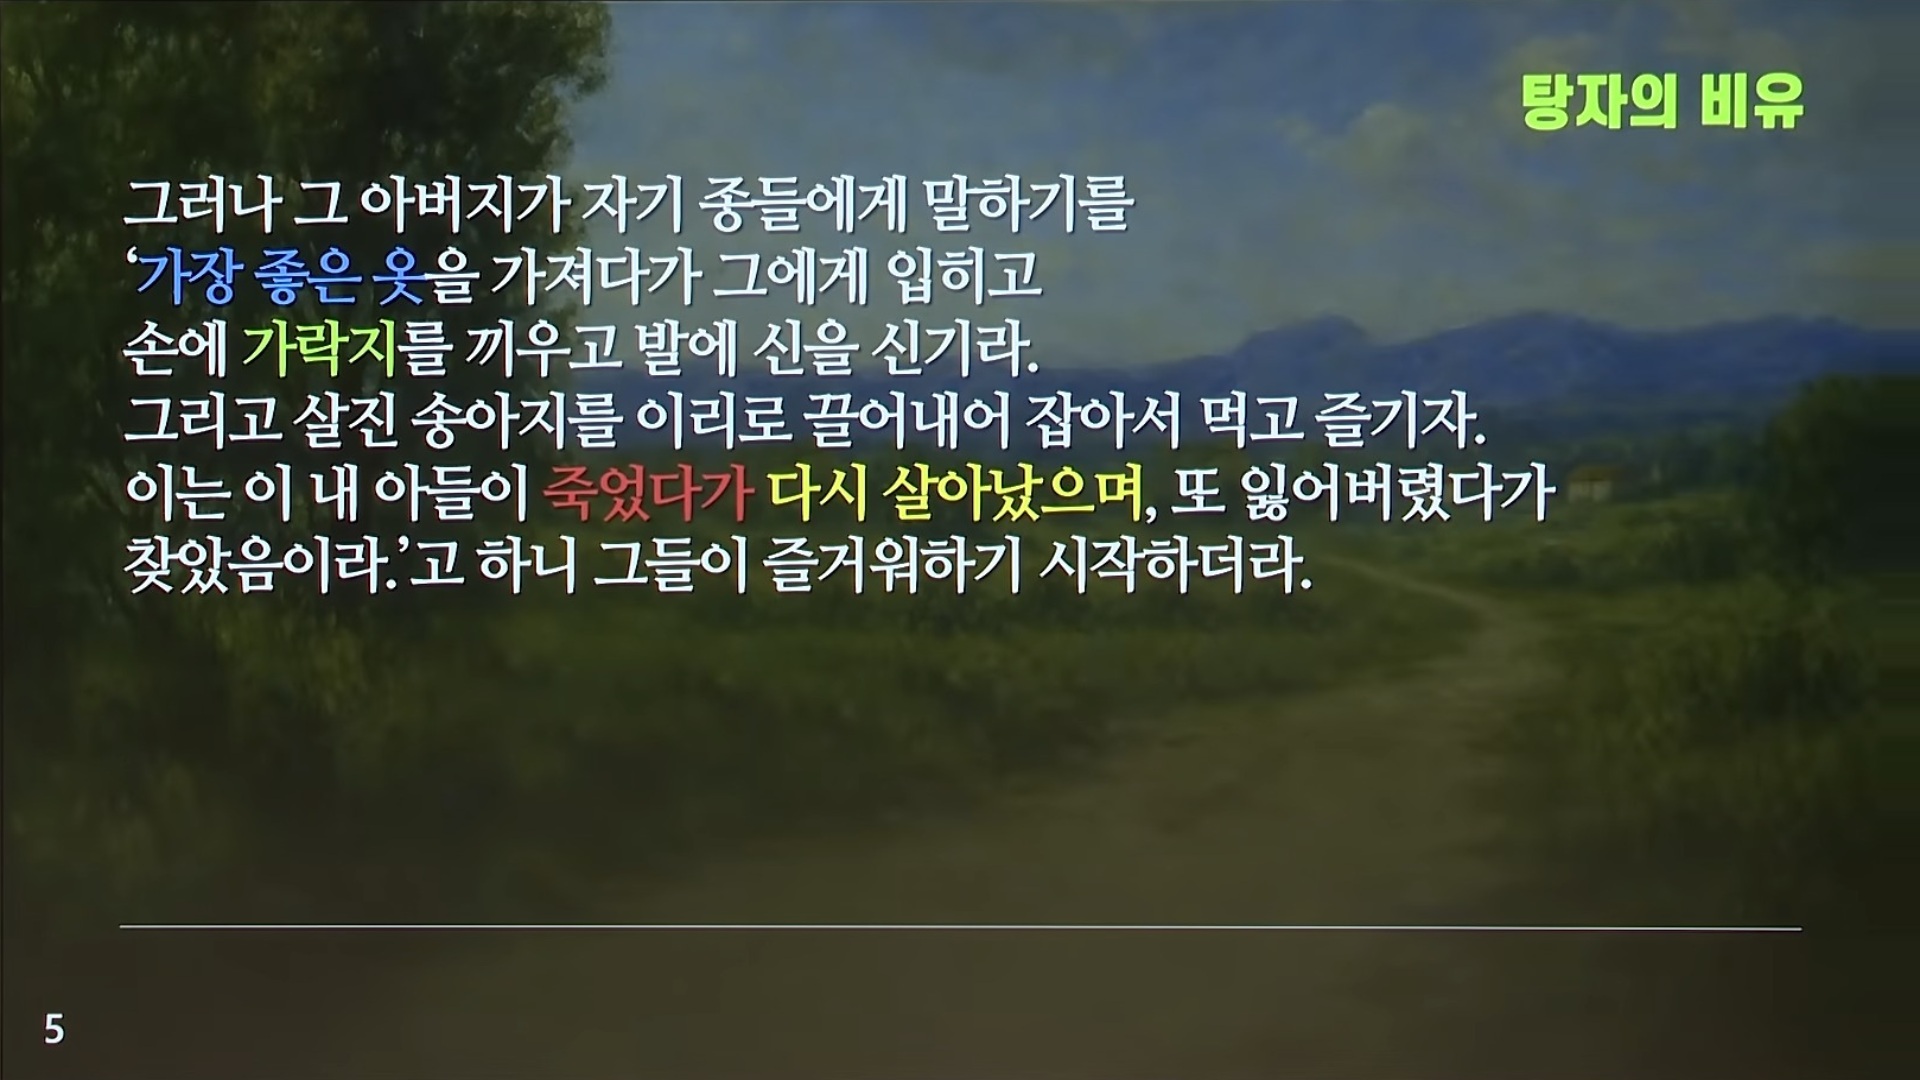 탕자의 비유
그러나 그 아버지가 자기 종들에게 말하기를
‘가장 좋은 옷을 가져다가 그에게 입히고
손에 가락지를 끼우고 발에 신을 신기라.
그리고 살진 송아지를 이리로 끌어내어 잡아서 먹고 즐기자.
이는 이 내 아들이 죽었다가 다시 살아났으며, 또 잃어버렸다가
찾았음이라.’고 하니 그들이 즐거워하기 시작하더라.
5